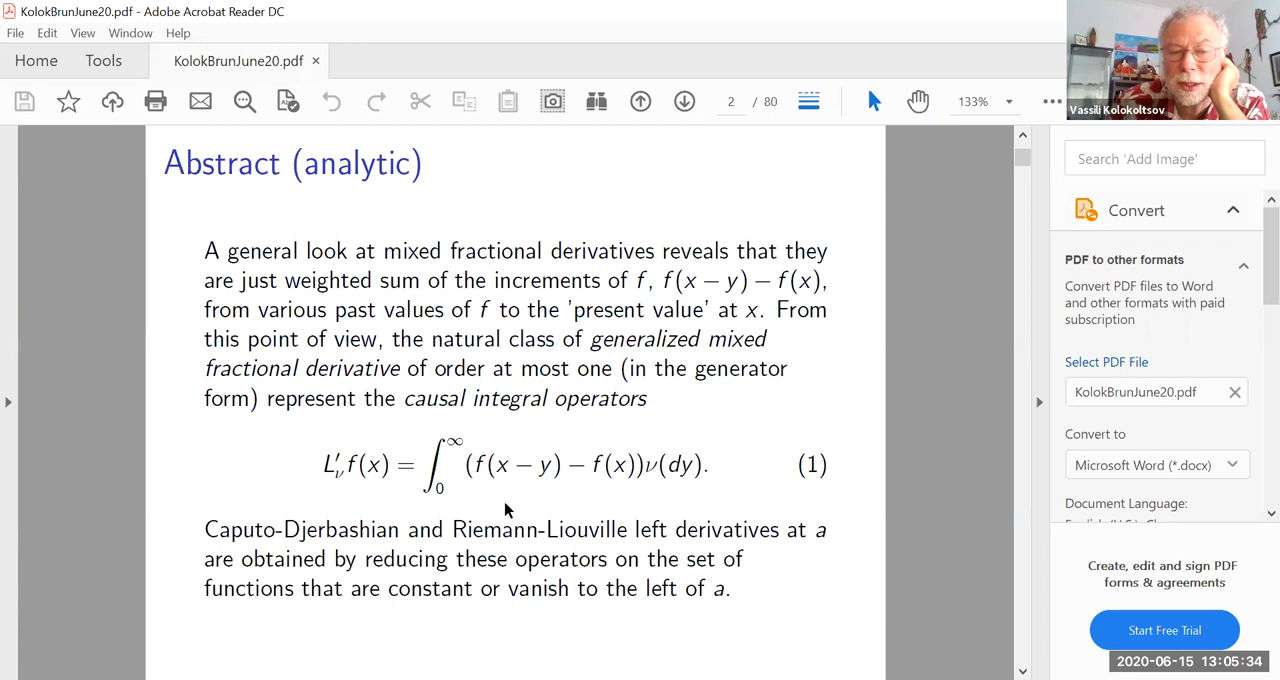 KolokBrunJune20.pdf - Adobe Acrobat Reader DC
File Edit View Window Help
Home Tools KolokBrunJune20.pdf ×
2 / 80 133%
Vassili Kolokoltsov
Abstract (analytic)
A general look at mixed fractional derivatives reveals that they
are just weighted sum of the increments of f, f(x − y) − f(x),
from various past values of f to the 'present value' at x. From
this point of view, the natural class of generalized mixed
fractional derivative of order at most one (in the generator
form) represent the causal integral operators
L′_ν f(x) = ∫_0^∞ (f(x − y) − f(x))ν(dy). (1)
Caputo-Djerbashian and Riemann-Liouville left derivatives at a
are obtained by reducing these operators on the set of
functions that are constant or vanish to the left of a.
Search 'Add Image'
Convert
PDF to other formats
Convert PDF files to Word
and other formats with paid
subscription
Select PDF File
KolokBrunJune20.pdf
Convert to
Microsoft Word (*.docx)
Document Language:
Create, edit and sign PDF
forms & agreements
Start Free Trial
2020-06-15 13:05:34